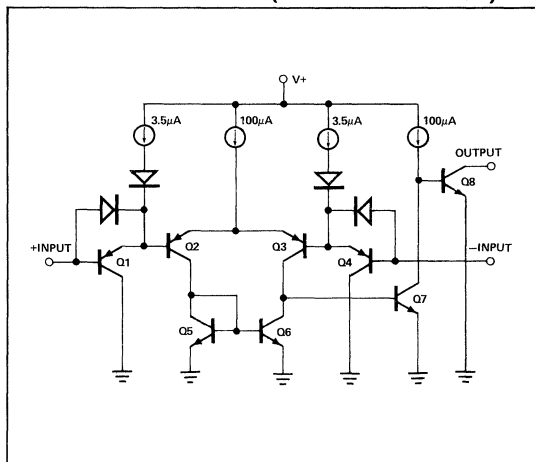 V+
3.5μA
100μA
3.5μA
100μA
OUTPUT
Q8
+INPUT
Q1
Q2
Q3
Q4
–INPUT
Q7
Q5
Q6